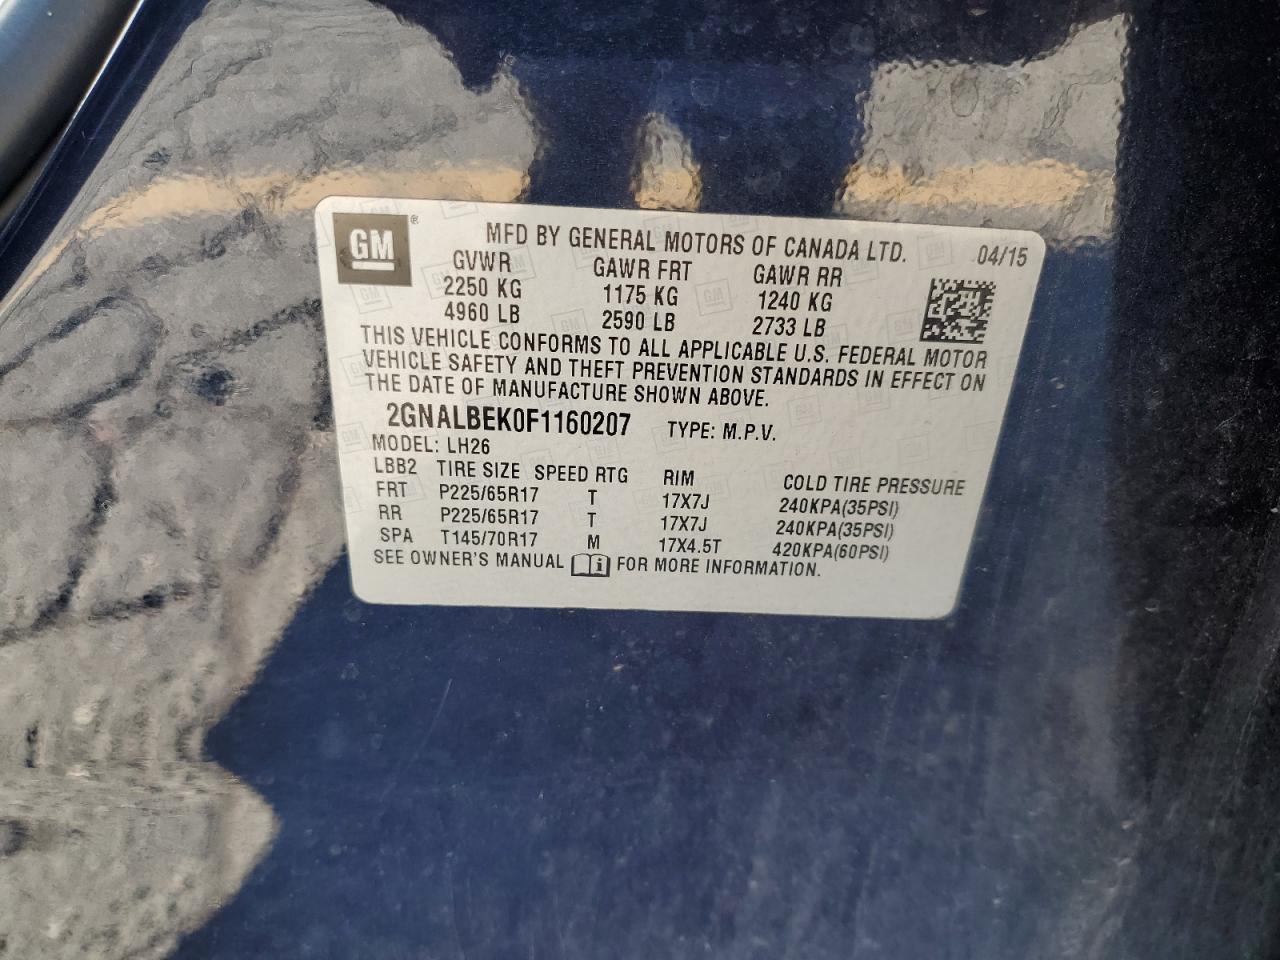 GM ® MFD BY GENERAL MOTORS OF CANADA LTD. 04/15
GVWR GAWR FRT GAWR RR
2250 KG 1175 KG 1240 KG
4960 LB 2590 LB 2733 LB
THIS VEHICLE CONFORMS TO ALL APPLICABLE U.S. FEDERAL MOTOR
VEHICLE SAFETY AND THEFT PREVENTION STANDARDS IN EFFECT ON
THE DATE OF MANUFACTURE SHOWN ABOVE.
2GNALBEK0F1160207 TYPE: M.P.V.
MODEL: LH26
LBB2 TIRE SIZE SPEED RTG RIM COLD TIRE PRESSURE
FRT P225/65R17 T 17X7J 240KPA(35PSI)
RR P225/65R17 T 17X7J 240KPA(35PSI)
SPA T145/70R17 M 17X4.5T 420KPA(60PSI)
SEE OWNER'S MANUAL i FOR MORE INFORMATION.